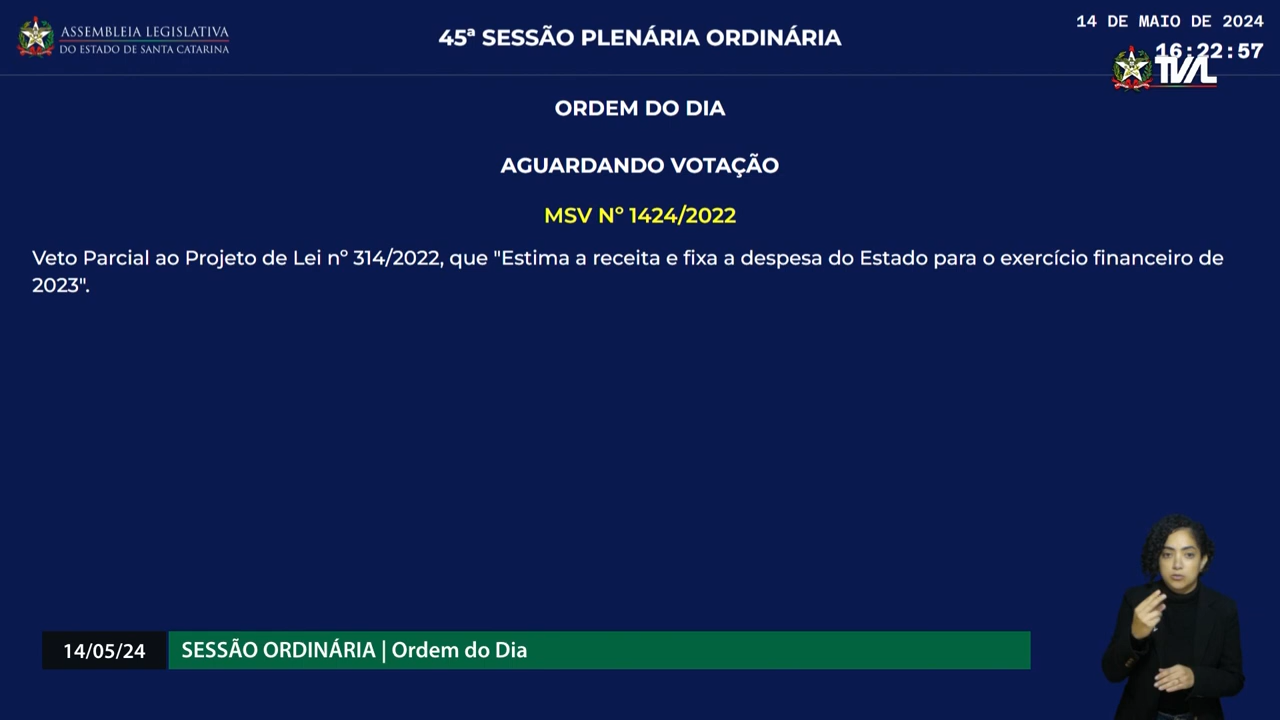 ASSEMBLEIA LEGISLATIVA
DO ESTADO DE SANTA CATARINA
45ª SESSÃO PLENÁRIA ORDINÁRIA
14 DE MAIO DE 2024
16:22:57
TVAL
ORDEM DO DIA
AGUARDANDO VOTAÇÃO
MSV Nº 1424/2022
Veto Parcial ao Projeto de Lei nº 314/2022, que "Estima a receita e fixa a despesa do Estado para o exercício financeiro de
2023".
14/05/24
SESSÃO ORDINÁRIA | Ordem do Dia